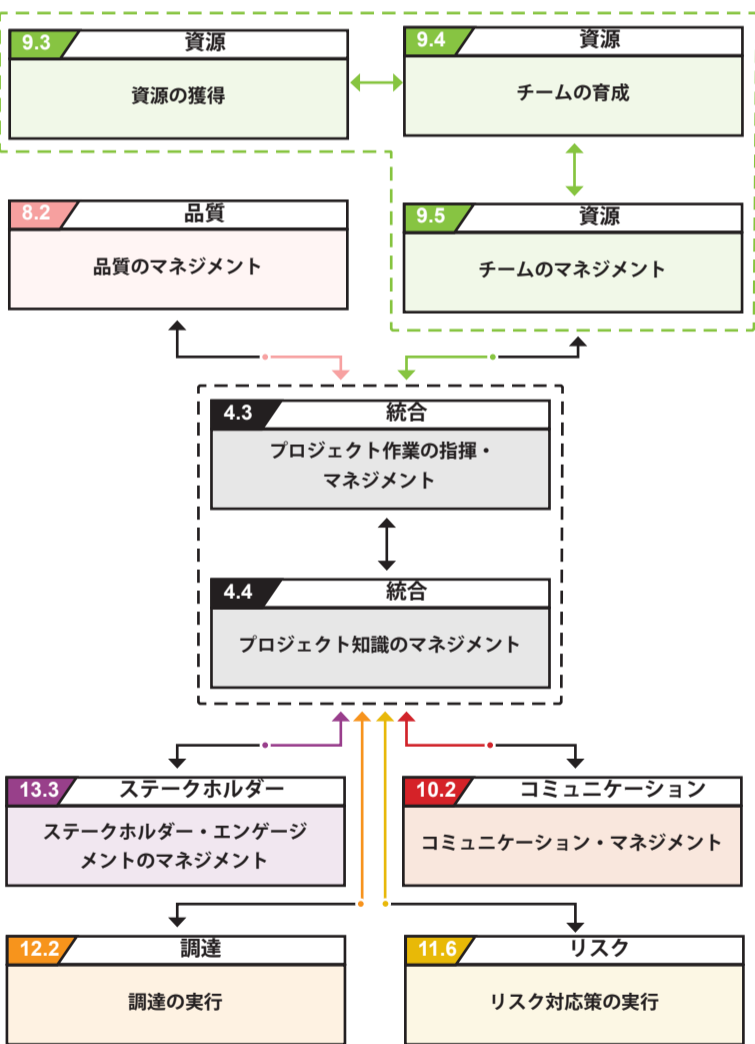 9.3 資源
資源の獲得
9.4 資源
チームの育成
8.2 品質
品質のマネジメント
9.5 資源
チームのマネジメント
4.3 統合
プロジェクト作業の指揮・
マネジメント
4.4 統合
プロジェクト知識のマネジメント
13.3 ステークホルダー
ステークホルダー・エンゲージ
メントのマネジメント
10.2 コミュニケーション
コミュニケーション・マネジメント
12.2 調達
調達の実行
11.6 リスク
リスク対応策の実行